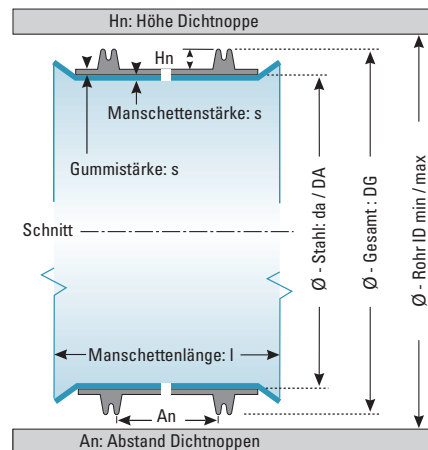 Hn: Höhe Dichtnoppe
Hn
Manschettenstärke: s
Gummistärke: s
Schnitt
Manschettenlänge: l
An
An: Abstand Dichtnoppen
Ø - Stahl: da / DA
Ø - Gesamt : DG
Ø - Rohr ID min / max